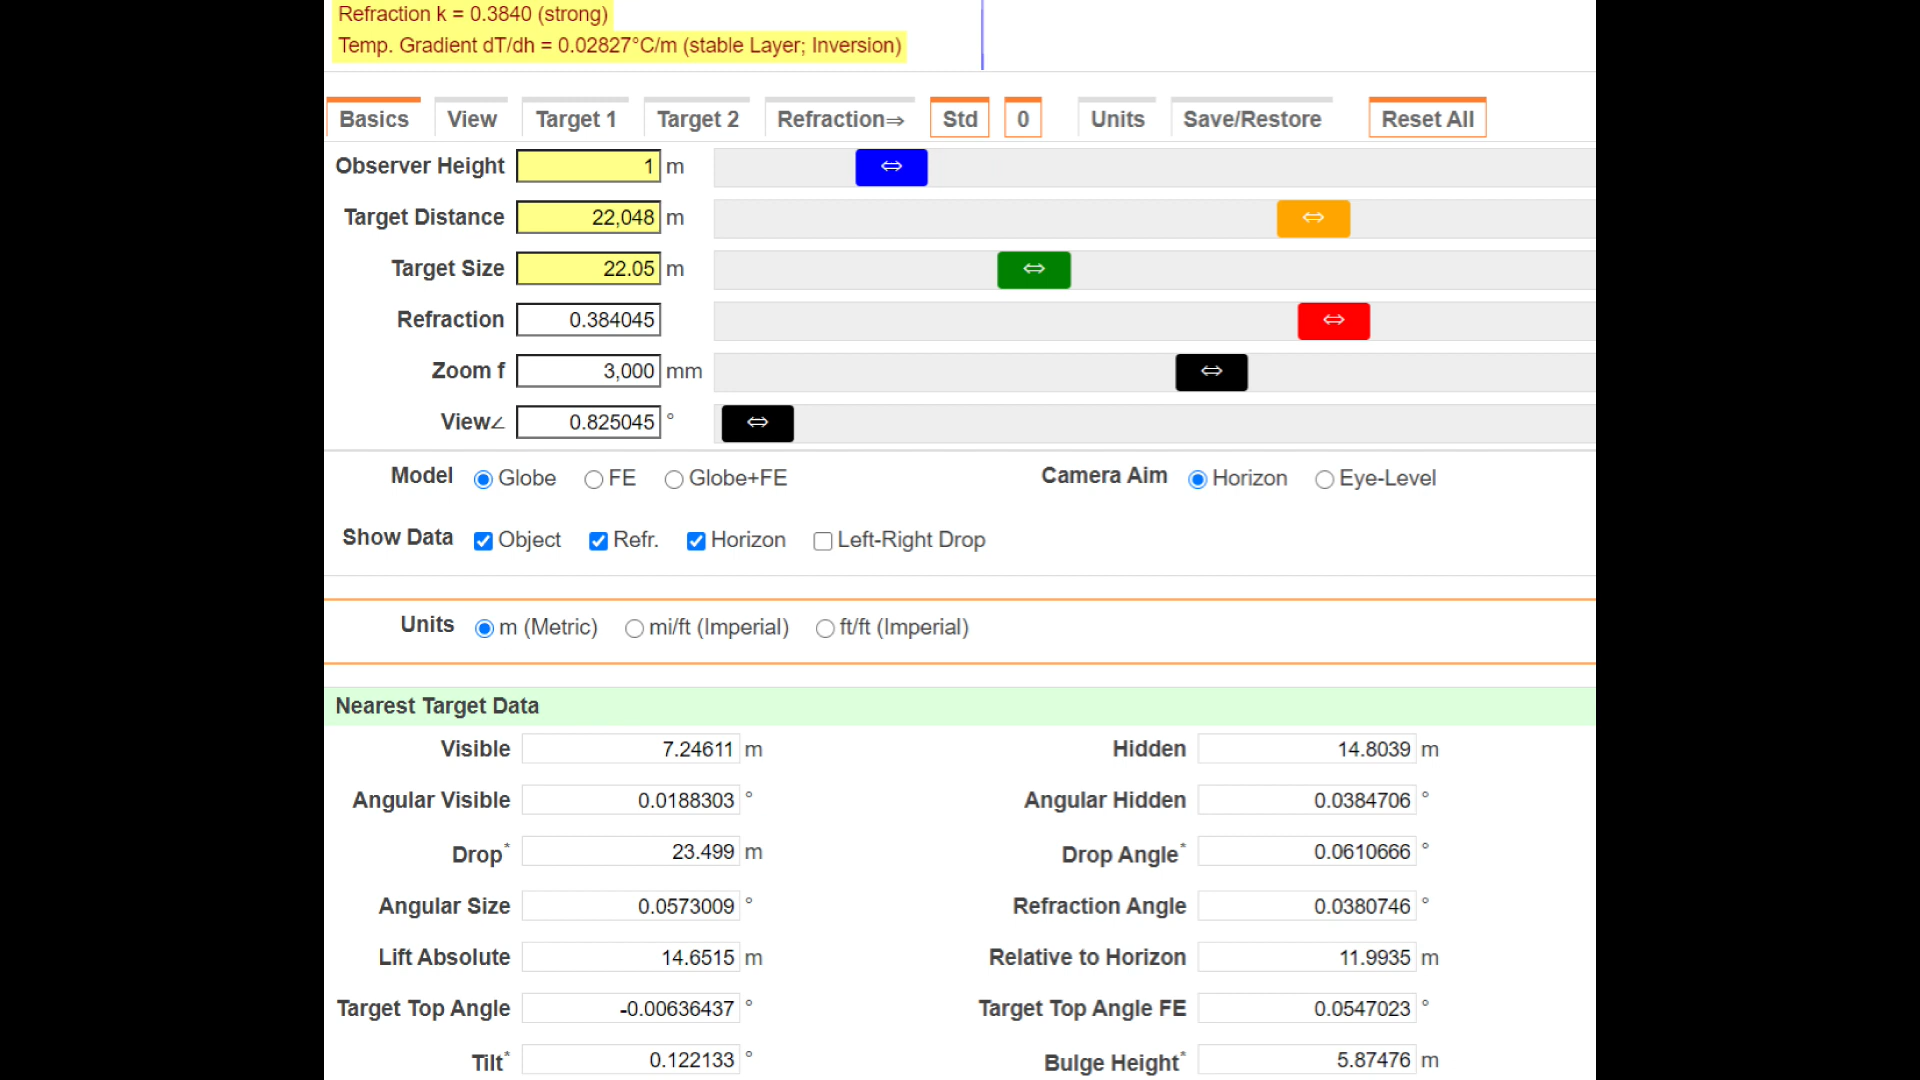 Refraction k = 0.3840 (strong)
Temp. Gradient dT/dh = 0.02827°C/m (stable Layer; Inversion)
Basics View Target 1 Target 2 Refraction⇒ Std 0 Units Save/Restore Reset All
Observer Height 1 m ⇔
Target Distance 22,048 m ⇔
Target Size 22.05 m ⇔
Refraction 0.384045 ⇔
Zoom f 3,000 mm ⇔
View∠ 0.825045 ° ⇔
Model Globe FE Globe+FE Camera Aim Horizon Eye-Level
Show Data Object Refr. Horizon Left-Right Drop
Units m (Metric) mi/ft (Imperial) ft/ft (Imperial)
Nearest Target Data
Visible 7.24611 m Hidden 14.8039 m
Angular Visible 0.0188303 ° Angular Hidden 0.0384706 °
Drop* 23.499 m Drop Angle* 0.0610666 °
Angular Size 0.0573009 ° Refraction Angle 0.0380746 °
Lift Absolute 14.6515 m Relative to Horizon 11.9935 m
Target Top Angle -0.00636437 ° Target Top Angle FE 0.0547023 °
Tilt* 0.122133 ° Bulge Height* 5.87476 m